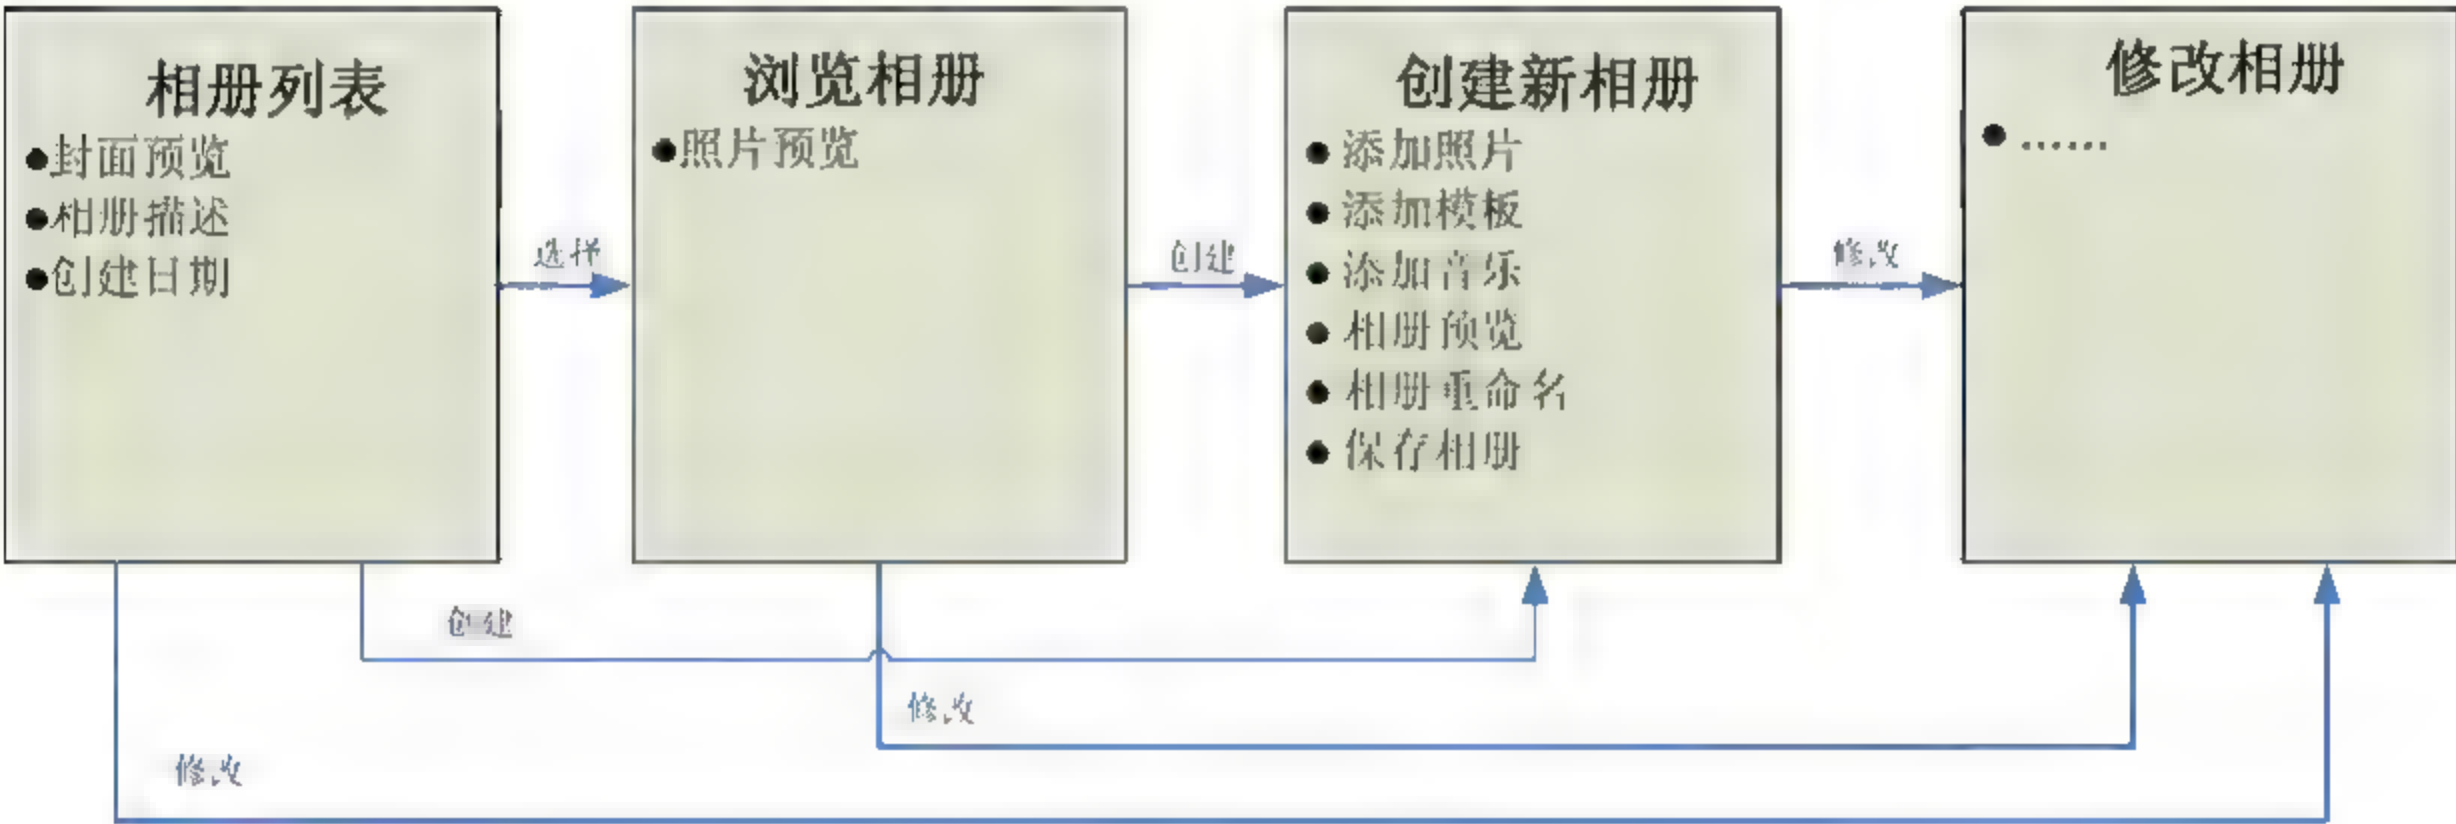 相册列表
●封面预览
●相册描述
●创建日期
选择
浏览相册
●照片预览
创建
创建新相册
● 添加照片
● 添加模板
● 添加音乐
● 相册预览
● 相册重命名
● 保存相册
修改
修改相册
● ......
创建
修改
修改